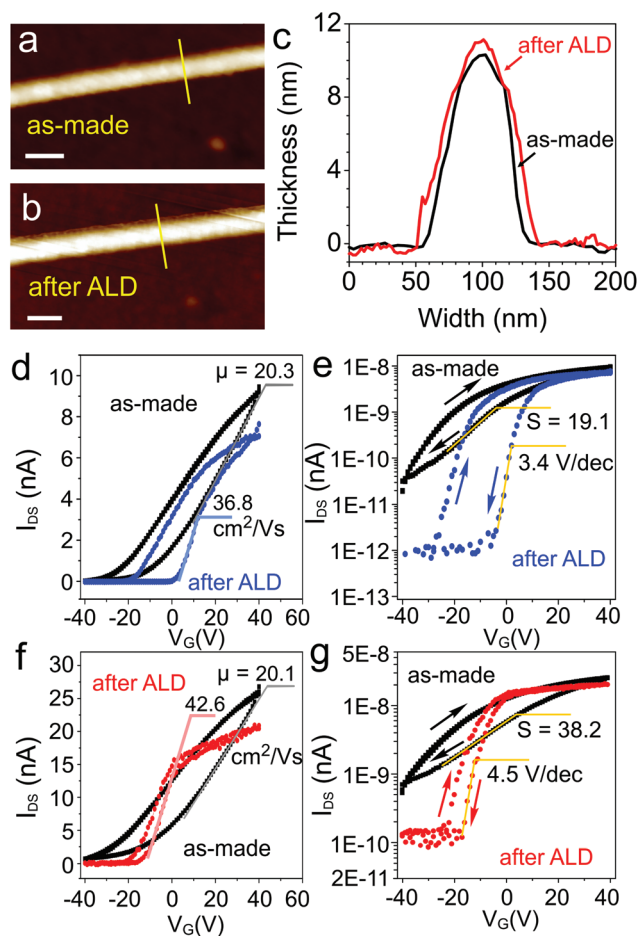 a
as-made
b
after ALD
c
after ALD
as-made
Thickness (nm)
12
8
4
0
0 50 100 150 200
Width (nm)
d
μ = 20.3
as-made
36.8
cm²/Vs
after ALD
I_DS (nA)
10
8
6
4
2
0
-40 -20 0 20 40
V_G(V)
e
as-made
S = 19.1
3.4 V/dec
after ALD
I_DS (nA)
1E-8
1E-9
1E-10
1E-11
1E-12
1E-13
-40 -20 0 20 40
V_G(V)
f
after ALD
μ = 20.1
42.6
cm²/Vs
as-made
I_DS (nA)
30
25
20
15
10
5
0
-40 -20 0 20 40
V_G(V)
g
as-made
S = 38.2
4.5 V/dec
after ALD
I_DS (nA)
5E-8
1E-8
1E-9
1E-10
2E-11
-40 -20 0 20 40
V_G(V)